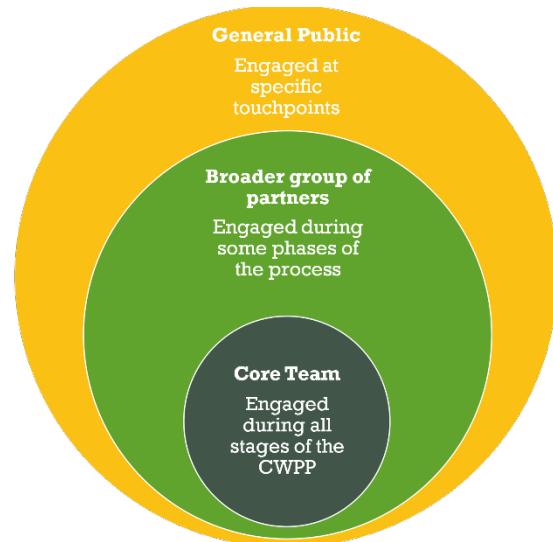 General Public
Engaged at
specific
touchpoints
Broader group of
partners
Engaged during
some phases of
the process
Core Team
Engaged
during all
stages of the
CWPP